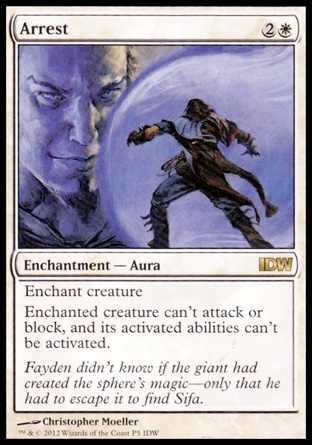 Arrest 2
Enchantment — Aura IDW
Enchant creature
Enchanted creature can't attack or
block, and its activated abilities can't
be activated.
Fayden didn't know if the giant had
created the sphere's magic—only that he
had to escape it to find Sifa.
Christopher Moeller
™ & © 2012 Wizards of the Coast P5 IDW